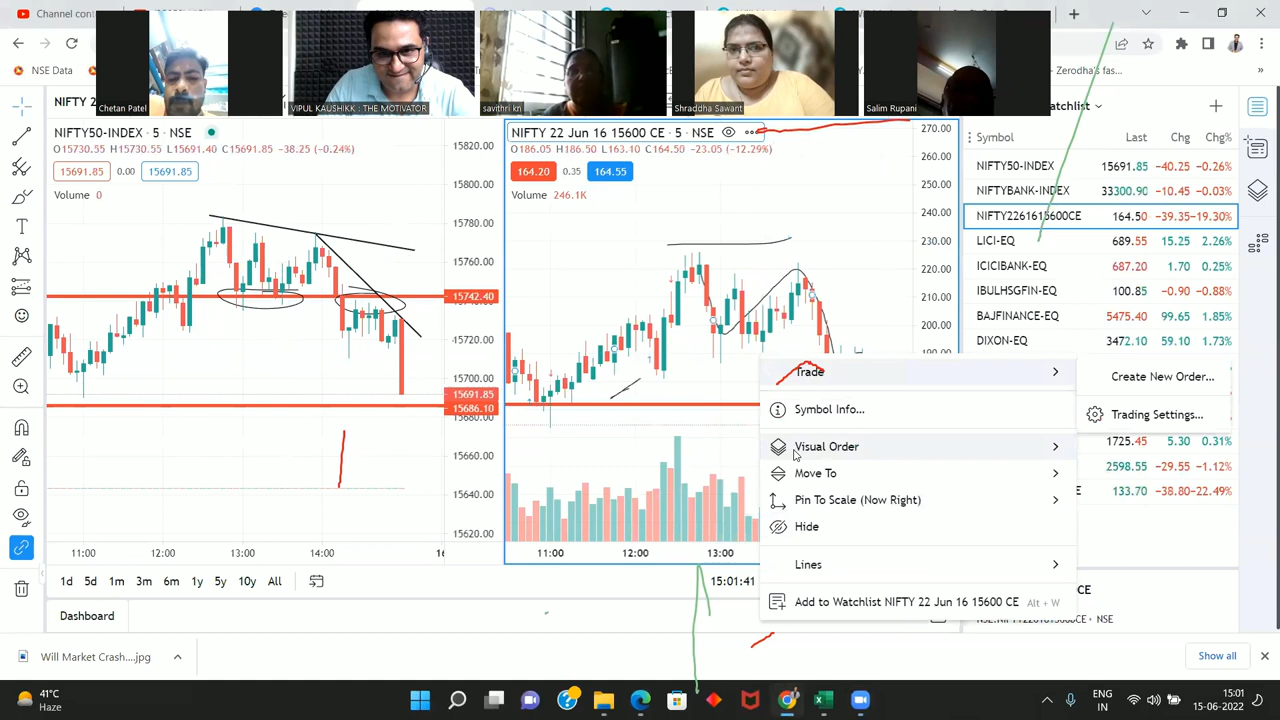 Channel content
NSE Data
Zerodha's fas...
Chetan Patel
VIPUL KAUSHIKK : THE MOTIVATOR
savithri kn
Shraddha Sawant
Salim Rupani
NIFTY 2
atchlist
NIFTY50-INDEX · 5 · NSE
15730.55 H15730.55 L15691.40 C15691.85 −38.25 (−0.24%)
15691.85 0.00 15691.85
Volume 0
15820.00
15800.00
15780.00
15760.00
15742.40
15720.00
15700.00
15691.85
15686.10
15680.00
15660.00
15640.00
15620.00
11:00 12:00 13:00 14:00
NIFTY 22 Jun 16 15600 CE · 5 · NSE
O186.05 H186.50 L163.10 C164.50 −23.05 (−12.29%)
164.20 0.35 164.55
Volume 246.1K
270.00
260.00
250.00
240.00
230.00
220.00
210.00
200.00
190.00
11:00 12:00 13:00
Symbol Last Chg Chg%
NIFTY50-INDEX 15691.85 −40.25 −0.26%
NIFTYBANK-INDEX 33300.90 −10.45 −0.03%
NIFTY2261615600CE 164.50 −39.35 −19.30%
LICI-EQ 689.55 15.25 2.26%
ICICIBANK-EQ 687.20 1.70 0.25%
IBULHSGFIN-EQ 100.85 −0.90 −0.88%
BAJFINANCE-EQ 5475.40 99.65 1.85%
DIXON-EQ 3472.10 59.10 1.73%
1725.45 5.30 0.31%
2598.55 −29.55 −1.12%
E 133.70 −38.80 −22.49%
Trade
Symbol Info...
Visual Order
Move To
Pin To Scale (Now Right)
Hide
Lines
Add to Watchlist NIFTY 22 Jun 16 15600 CE Alt + W
Create New Order...
Trading Settings...
CE
NSE
1d 5d 1m 3m 6m 1y 5y 10y All
15:01:41
Dashboard
Will Market Crash....jpg
Show all
41°C
Haze
ENG
IN
15:01
15-06-2022